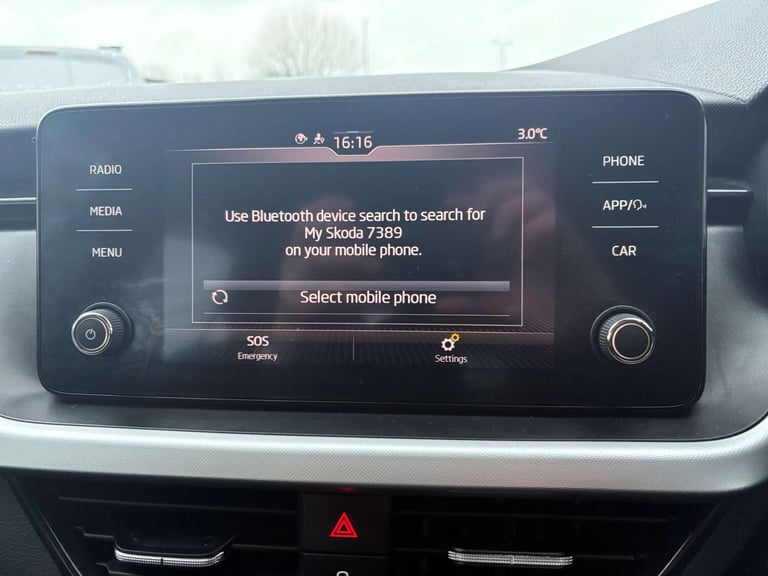 16:16
3.0°C
RADIO
MEDIA
MENU
Use Bluetooth device search to search for
My Skoda 7389
on your mobile phone.
Select mobile phone
SOS
Emergency
Settings
PHONE
APP/
CAR